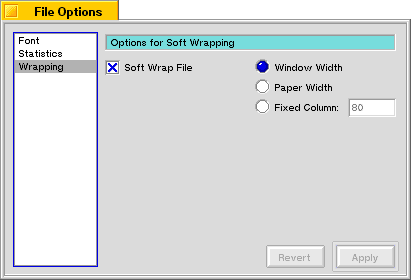 File Options
Font
Statistics
Wrapping
Options for Soft Wrapping
Soft Wrap File
Window Width
Paper Width
Fixed Column: 80
Revert Apply